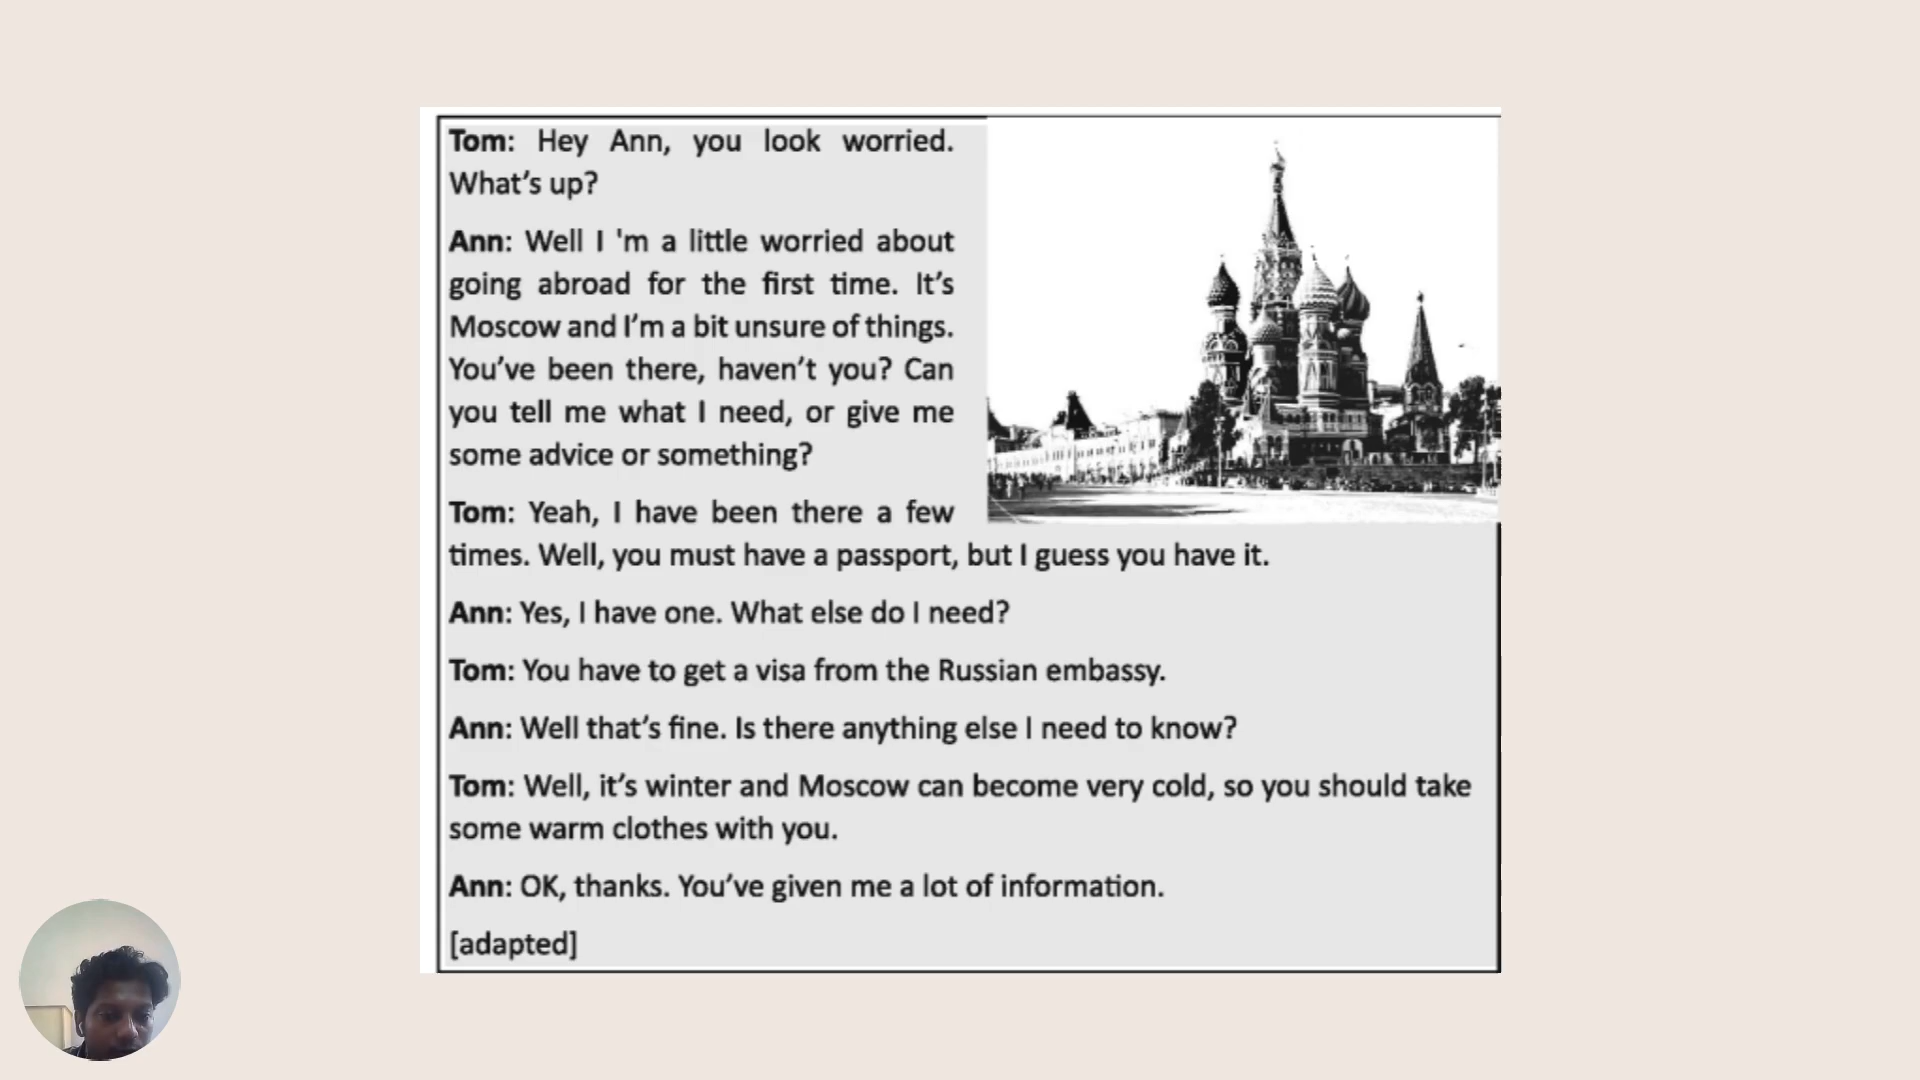 Tom: Hey Ann, you look worried.
What's up?
Ann: Well I 'm a little worried about
going abroad for the first time. It's
Moscow and I'm a bit unsure of things.
You've been there, haven't you? Can
you tell me what I need, or give me
some advice or something?
Tom: Yeah, I have been there a few
times. Well, you must have a passport, but I guess you have it.
Ann: Yes, I have one. What else do I need?
Tom: You have to get a visa from the Russian embassy.
Ann: Well that's fine. Is there anything else I need to know?
Tom: Well, it's winter and Moscow can become very cold, so you should take
some warm clothes with you.
Ann: OK, thanks. You've given me a lot of information.
[adapted]